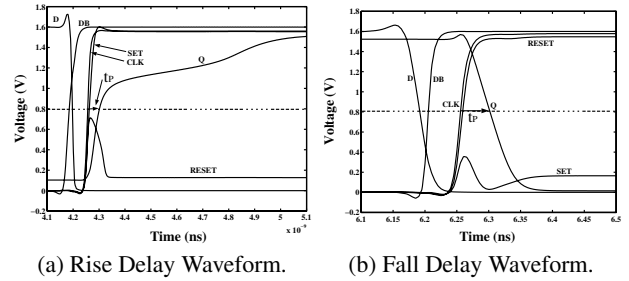 1.8
1.6
1.4
1.2
1
0.8
0.6
0.4
0.2
0
−0.2
Voltage (V)
D
DB
SET
CLK
Q
tP
RESET
4.1 4.2 4.3 4.4 4.5 4.6 4.7 4.8 4.9 5 5.1
x 10⁻⁹
Time (ns)
(a) Rise Delay Waveform.
1.8
1.6
1.4
1.2
1
0.8
0.6
0.4
0.2
0
−0.2
Voltage (V)
RESET
D
DB
CLK
Q
tP
SET
6.1 6.15 6.2 6.25 6.3 6.35 6.4 6.45 6.5
Time (ns)
(b) Fall Delay Waveform.